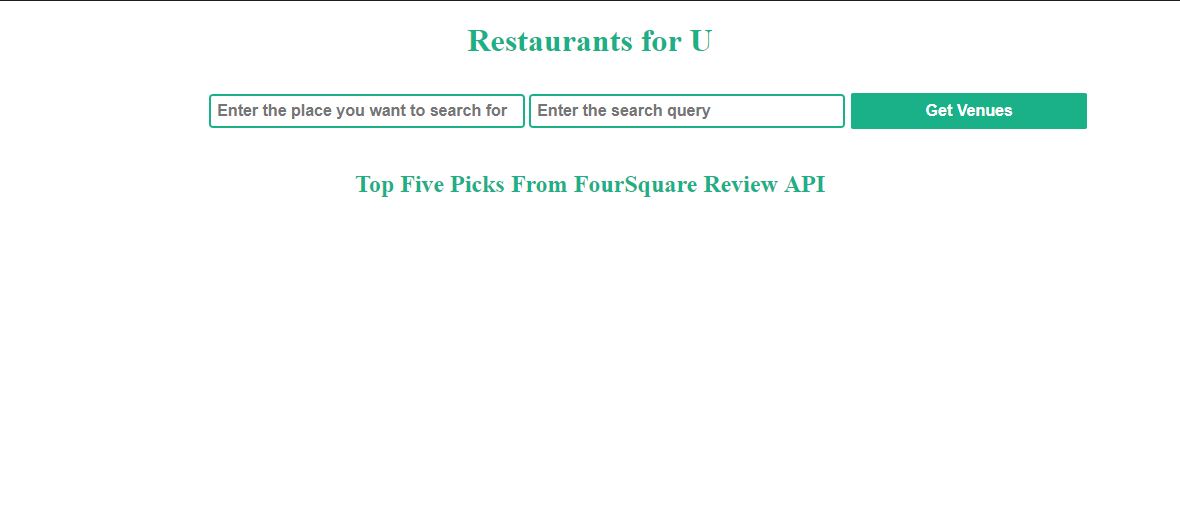 Restaurants for U
Enter the place you want to search for Enter the search query Get Venues
Top Five Picks From FourSquare Review API